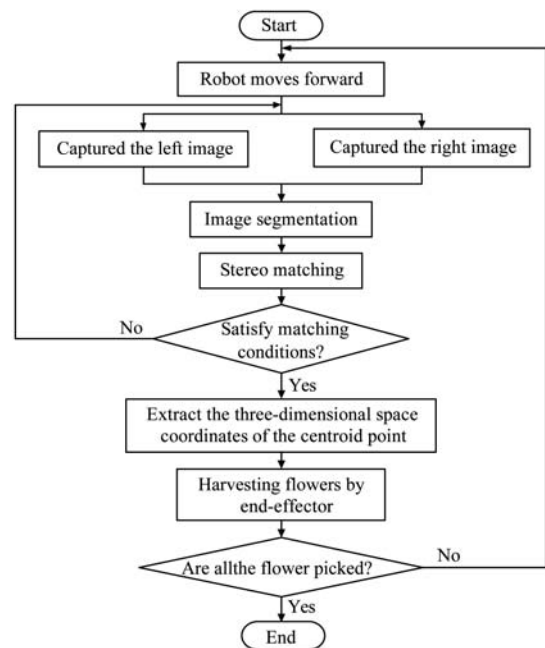 Start
Robot moves forward
Captured the left image
Captured the right image
Image segmentation
Stereo matching
No
Satisfy matching
conditions?
Yes
Extract the three-dimensional space
coordinates of the centroid point
Harvesting flowers by
end-effector
Are allthe flower picked?
No
Yes
End